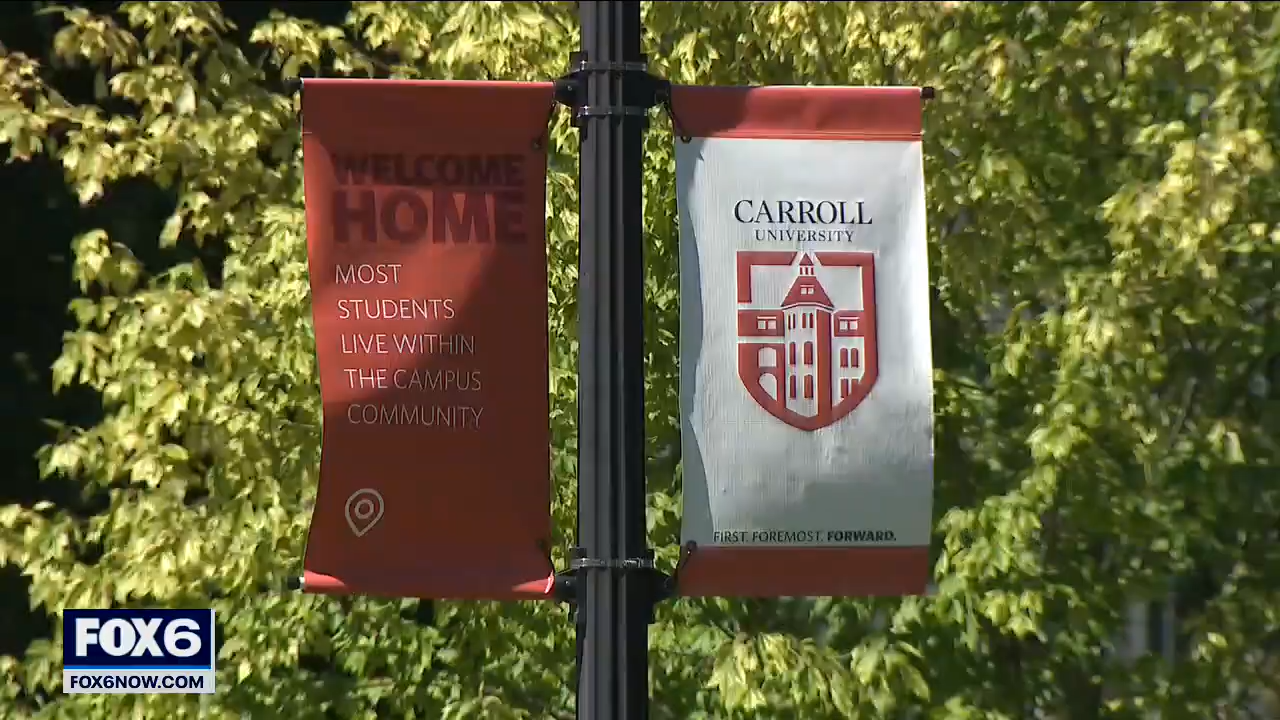 WELCOME
HOME
MOST
STUDENTS
LIVE WITHIN
THE CAMPUS
COMMUNITY
CARROLL
UNIVERSITY
FIRST. FOREMOST. FORWARD.
FOX6
FOX6NOW.COM